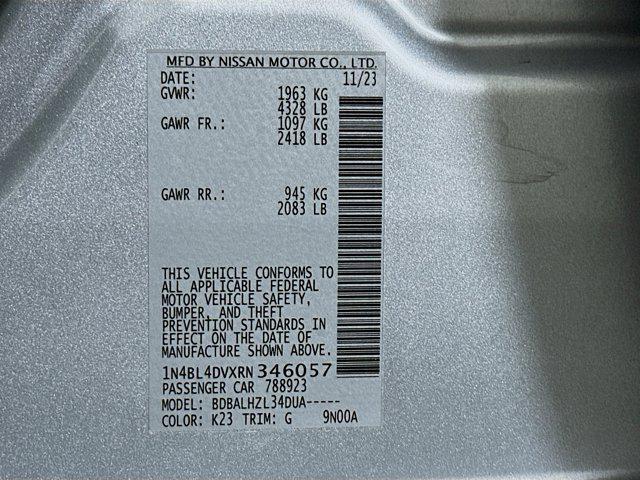 MFD BY NISSAN MOTOR CO., LTD.
DATE: 11/23
GVWR: 1963 KG
4328 LB
GAWR FR.: 1097 KG
2418 LB
GAWR RR.: 945 KG
2083 LB
THIS VEHICLE CONFORMS TO
ALL APPLICABLE FEDERAL
MOTOR VEHICLE SAFETY,
BUMPER, AND THEFT
PREVENTION STANDARDS IN
EFFECT ON THE DATE OF
MANUFACTURE SHOWN ABOVE.
1N4BL4DVXRN346057
PASSENGER CAR 788923
MODEL: BDBALHZL34DUA-----
COLOR: K23 TRIM: G 9N00A